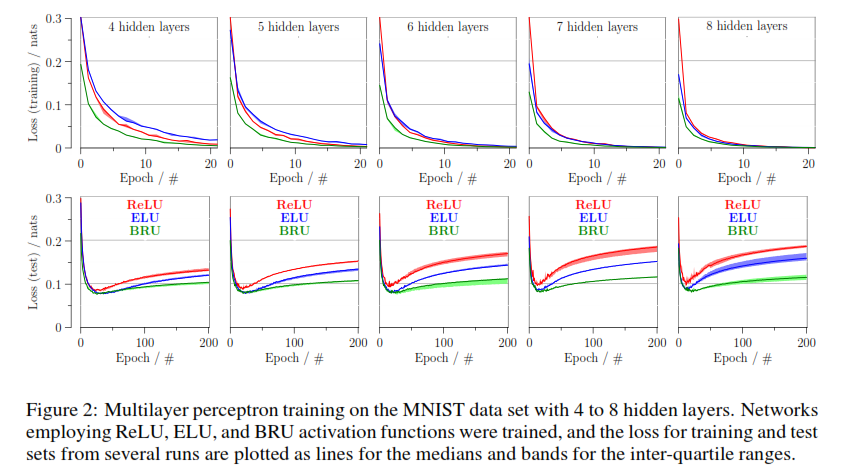 Loss (training) / nats
0.3
0.2
0.1
0
4 hidden layers
5 hidden layers
6 hidden layers
7 hidden layers
8 hidden layers
0 10 20
0 10 20
0 10 20
0 10 20
0 10 20
Epoch / #
Epoch / #
Epoch / #
Epoch / #
Epoch / #
Loss (test) / nats
0.3
0.2
0.1
0
ReLU
ELU
BRU
ReLU
ELU
BRU
ReLU
ELU
BRU
ReLU
ELU
BRU
ReLU
ELU
BRU
0 100 200
0 100 200
0 100 200
0 100 200
0 100 200
Epoch / #
Epoch / #
Epoch / #
Epoch / #
Epoch / #
Figure 2: Multilayer perceptron training on the MNIST data set with 4 to 8 hidden layers. Networks
employing ReLU, ELU, and BRU activation functions were trained, and the loss for training and test
sets from several runs are plotted as lines for the medians and bands for the inter-quartile ranges.